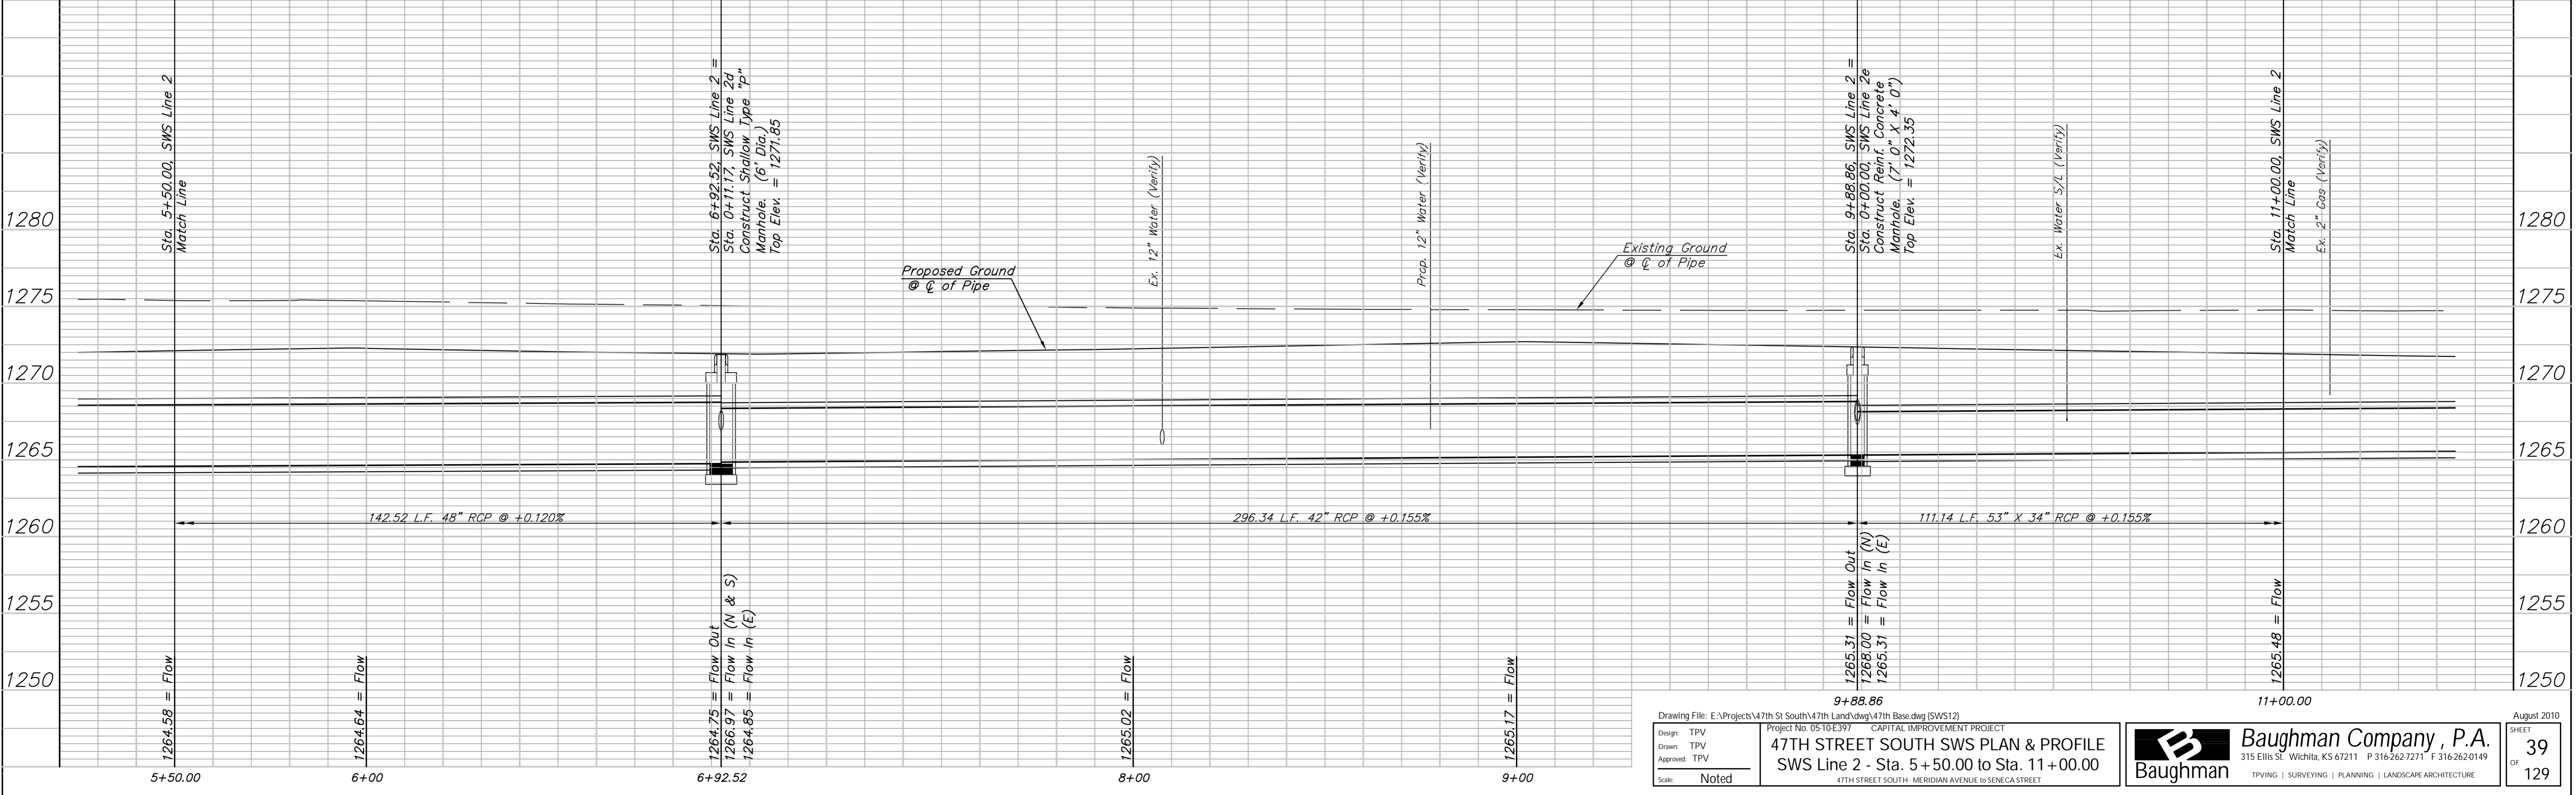 Sta. 5+50.00, SWS Line 2
Match Line
Sta. 6+92.52, SWS Line 2 =
Sta. 0+11.17, SWS Line 2d
Construct Shallow Type "P"
Manhole. (6' Dia.)
Top Elev. = 1271.85
Ex. 12" Water (Verify)
Prop. 12" Water (Verify)
Sta. 9+88.86, SWS Line 2 =
Sta. 0+00.00, SWS Line 2e
Construct Reinf. Concrete
Manhole. (7' 0" X 4' 0")
Top Elev. = 1272.35
Ex. Water S/L (Verify)
Sta. 11+00.00, SWS Line 2
Match Line
Ex. 2" Gas (Verify)
1280
1280
Proposed Ground
@ ℄ of Pipe
Existing Ground
@ ℄ of Pipe
1275
1275
1270
1270
1265
1265
1260
1260
142.52 L.F. 48" RCP @ +0.120%
296.34 L.F. 42" RCP @ +0.155%
111.14 L.F. 53" X 34" RCP @ +0.155%
1255
1255
1250
1250
1264.58 = Flow
1264.64 = Flow
1264.75 = Flow Out
1266.97 = Flow In (N & S)
1264.85 = Flow In (E)
1265.02 = Flow
1265.17 = Flow
1265.31 = Flow Out
1268.00 = Flow In (N)
1265.31 = Flow In (E)
1265.48 = Flow
5+50.00
6+00
6+92.52
8+00
9+00
9+88.86
11+00.00
Drawing File: E:\Projects\47th St South\47th Land\dwg\47th Base.dwg (SWS12)
August 2010
Design: TPV
Drawn: TPV
Approved: TPV
Scale: Noted
Project No. 05-10-E397 CAPITAL IMPROVEMENT PROJECT
47TH STREET SOUTH SWS PLAN & PROFILE
SWS Line 2 - Sta. 5+50.00 to Sta. 11+00.00
47TH STREET SOUTH - MERIDIAN AVENUE to SENECA STREET
Baughman
Baughman Company, P.A.
315 Ellis St. Wichita, KS 67211 P 316-262-7271 F 316-262-0149
TPVING | SURVEYING | PLANNING | LANDSCAPE ARCHITECTURE
SHEET
39
OF
129